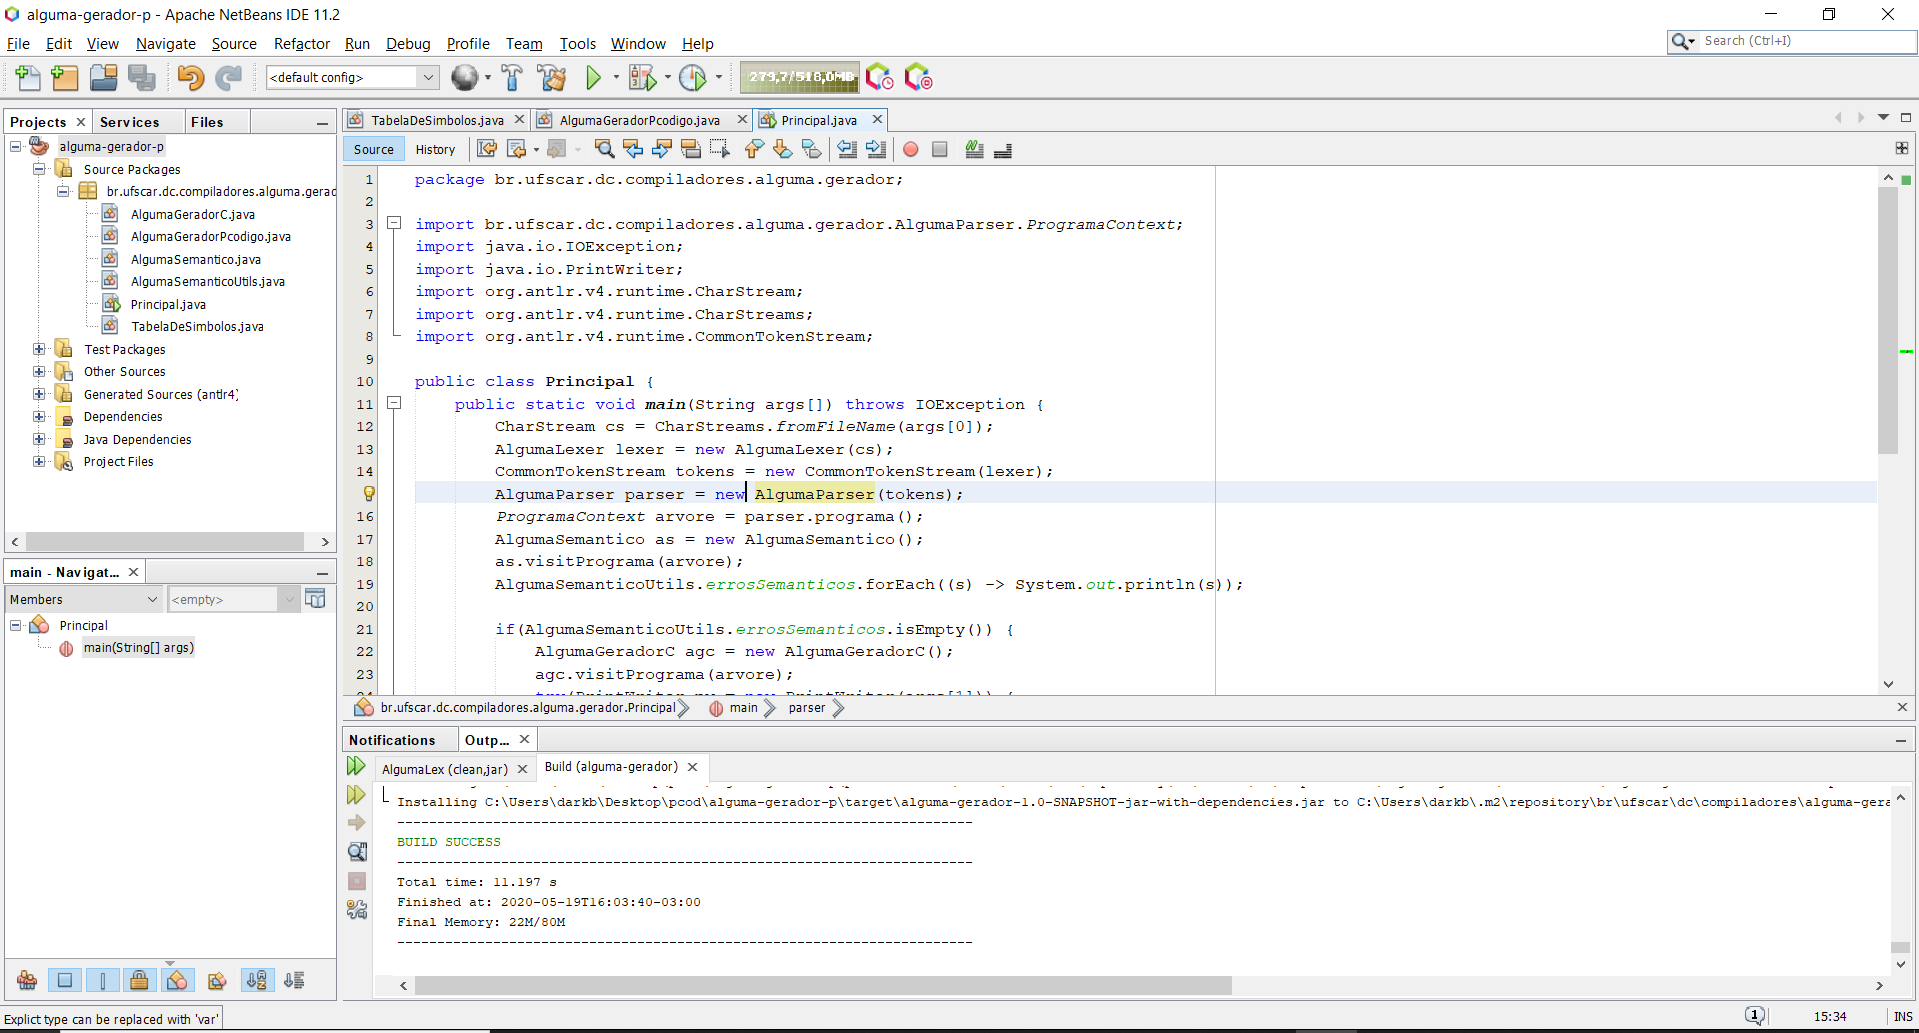 alguma-gerador-p - Apache NetBeans IDE 11.2
File Edit View Navigate Source Refactor Run Debug Profile Team Tools Window Help
Search (Ctrl+I)
<default config>
279,7/518,0MB
Projects Services Files
alguma-gerador-p
Source Packages
br.ufscar.dc.compiladores.alguma.gerad
AlgumaGeradorC.java
AlgumaGeradorPcodigo.java
AlgumaSemantico.java
AlgumaSemanticoUtils.java
Principal.java
TabelaDeSimbolos.java
Test Packages
Other Sources
Generated Sources (antlr4)
Dependencies
Java Dependencies
Project Files
main - Navigat...
Members <empty>
Principal
main(String[] args)
TabelaDeSimbolos.java AlgumaGeradorPcodigo.java Principal.java
Source History
1 package br.ufscar.dc.compiladores.alguma.gerador;
2
3 import br.ufscar.dc.compiladores.alguma.gerador.AlgumaParser.ProgramaContext;
4 import java.io.IOException;
5 import java.io.PrintWriter;
6 import org.antlr.v4.runtime.CharStream;
7 import org.antlr.v4.runtime.CharStreams;
8 import org.antlr.v4.runtime.CommonTokenStream;
9
10 public class Principal {
11 public static void main(String args[]) throws IOException {
12 CharStream cs = CharStreams.fromFileName(args[0]);
13 AlgumaLexer lexer = new AlgumaLexer(cs);
14 CommonTokenStream tokens = new CommonTokenStream(lexer);
AlgumaParser parser = new AlgumaParser(tokens);
16 ProgramaContext arvore = parser.programa();
17 AlgumaSemantico as = new AlgumaSemantico();
18 as.visitPrograma(arvore);
19 AlgumaSemanticoUtils.errosSemanticos.forEach((s) -> System.out.println(s));
20
21 if(AlgumaSemanticoUtils.errosSemanticos.isEmpty()) {
22 AlgumaGeradorC agc = new AlgumaGeradorC();
23 agc.visitPrograma(arvore);
24 try(PrintWriter pw = new PrintWriter(args[1])) {
br.ufscar.dc.compiladores.alguma.gerador.Principal main parser
Notifications Outp...
AlgumaLex (clean,jar) Build (alguma-gerador)
Installing C:\Users\darkb\Desktop\pcod\alguma-gerador-p\target\alguma-gerador-1.0-SNAPSHOT-jar-with-dependencies.jar to C:\Users\darkb\.m2\repository\br\ufscar\dc\compiladores\alguma-gera
------------------------------------------------------------------------
BUILD SUCCESS
------------------------------------------------------------------------
Total time: 11.197 s
Finished at: 2020-05-19T16:03:40-03:00
Final Memory: 22M/80M
------------------------------------------------------------------------
Explict type can be replaced with 'var'
1
15:34
INS